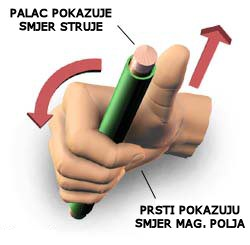 PALAC POKAZUJE
SMJER STRUJE
PRSTI POKAZUJU
SMJER MAG. POLJA